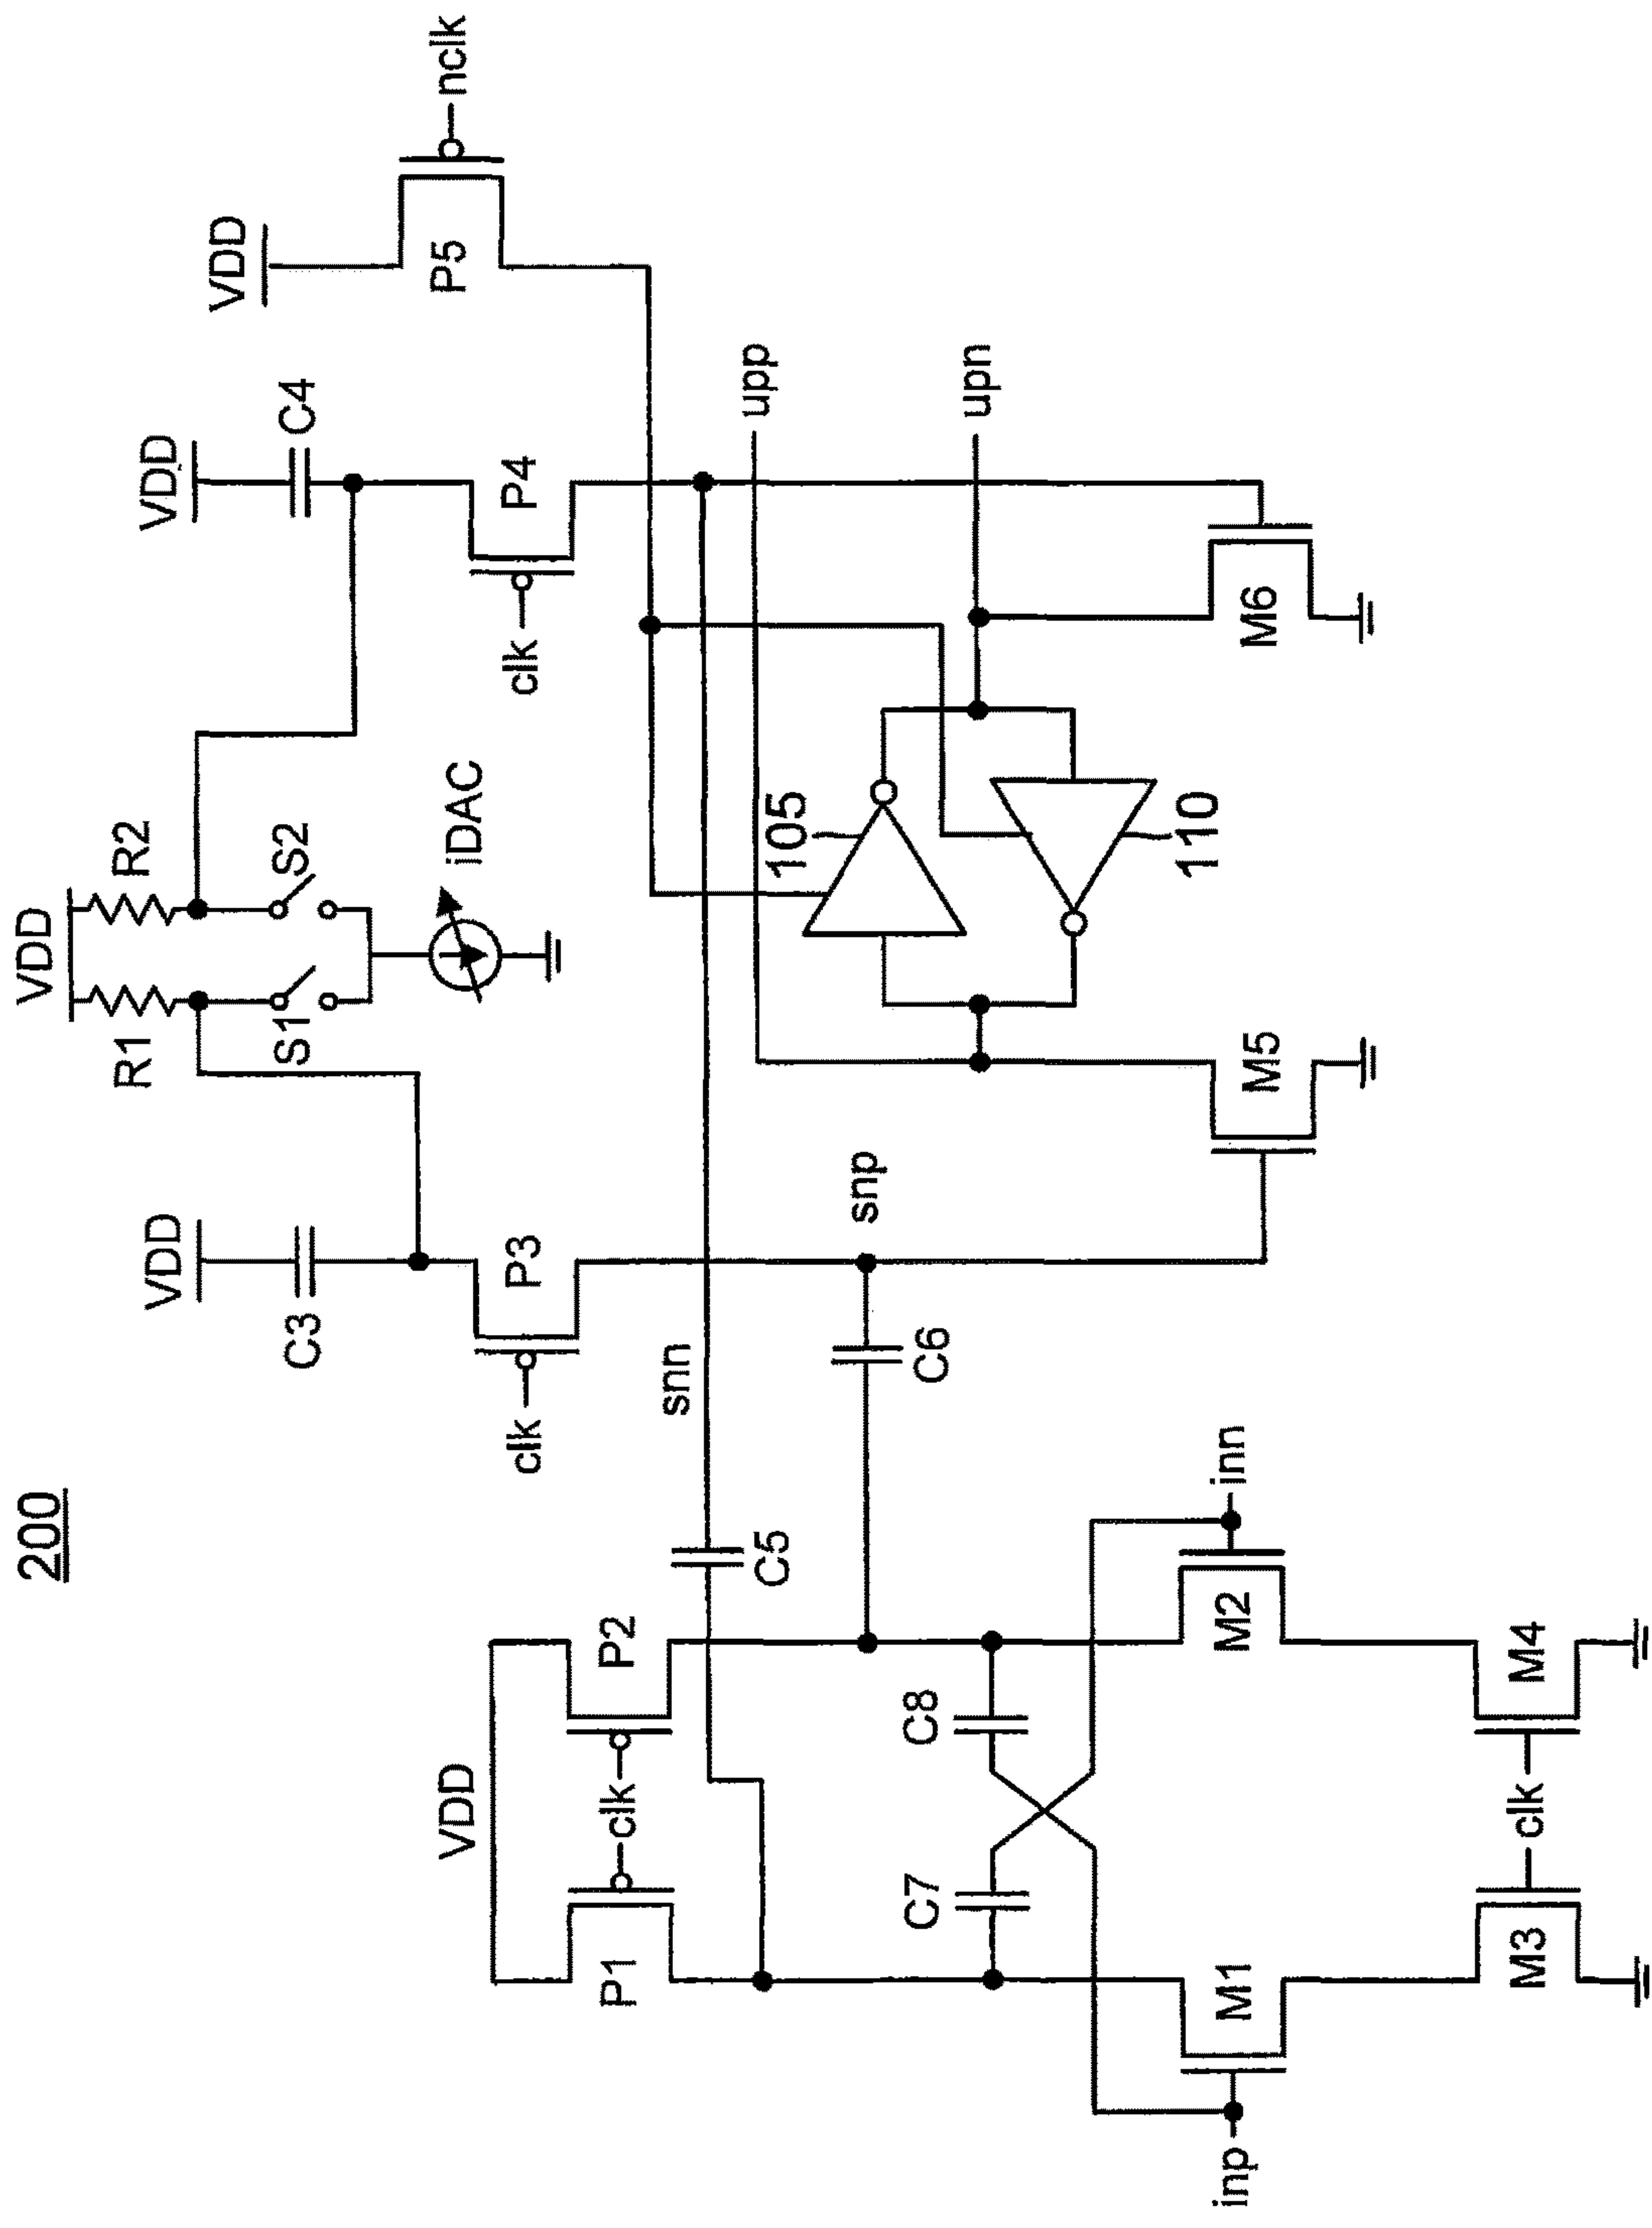 200
VDD
R1
R2
S1
S2
iDAC
VDD
C3
VDD
C4
VDD
P5
nclk
clk
P3
clk
P4
VDD
P1
clk
P2
snn
C5
snp
C6
upp
upn
105
110
C7
C8
inp
M1
M2
inn
M5
M6
M3
clk
M4